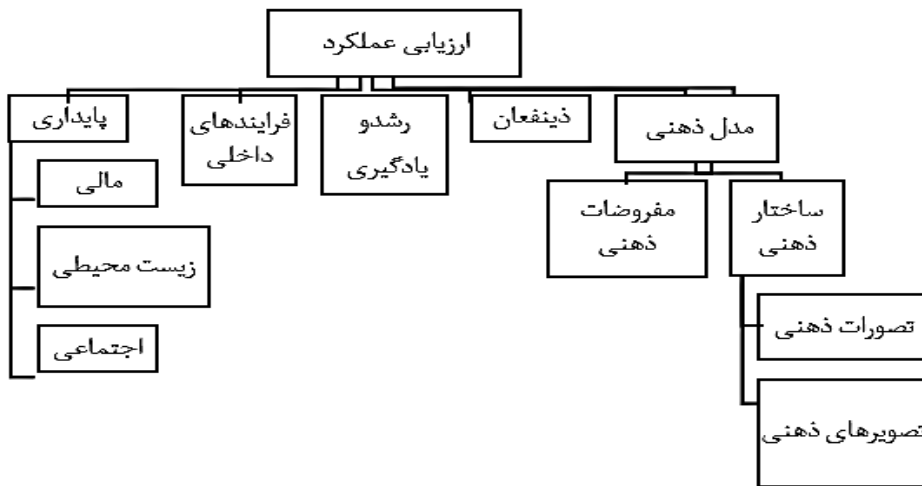 ارزیابی عملکرد
مدل ذهنی
ذینفعان
رشدو
یادگیری
فرایندهای
داخلی
پایداری
ساختار
ذهنی
مفروضات
ذهنی
تصورات ذهنی
تصویرهای ذهنی
مالی
زیست محیطی
اجتماعی